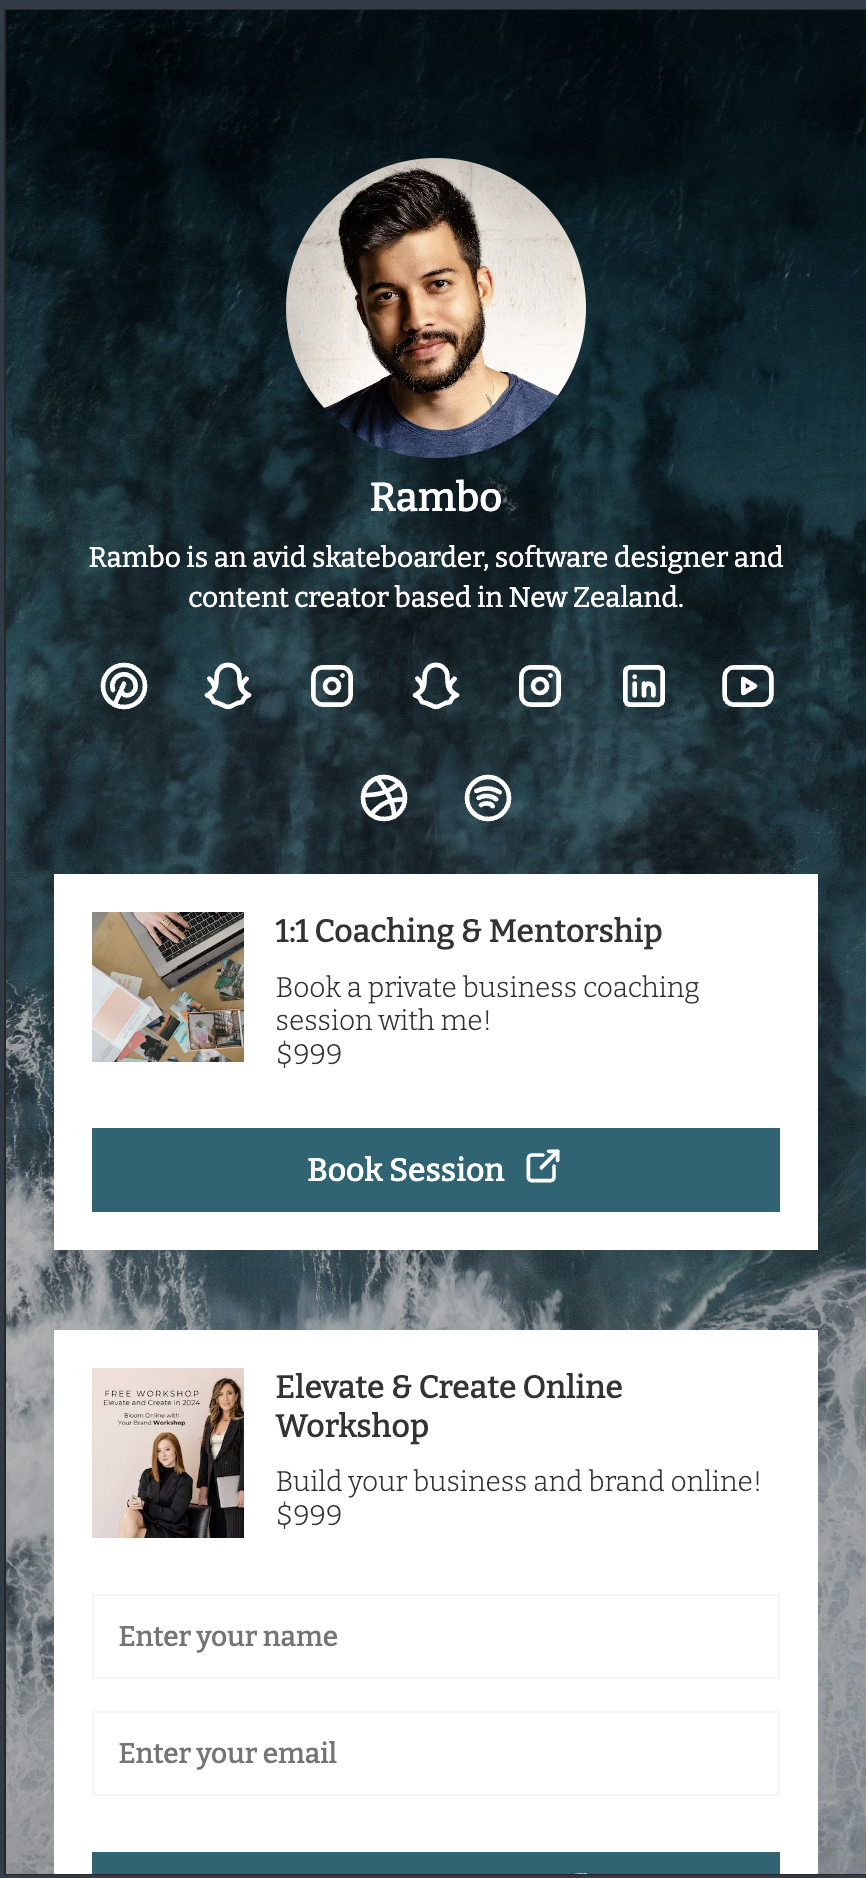 Rambo
Rambo is an avid skateboarder, software designer and
content creator based in New Zealand.
1:1 Coaching & Mentorship
Book a private business coaching
session with me!
$999
Book Session
FREE WORKSHOP
Elevate and Create in 2024
Bloom Online with
Your Brand Workshop
Elevate & Create Online
Workshop
Build your business and brand online!
$999
Enter your name
Enter your email